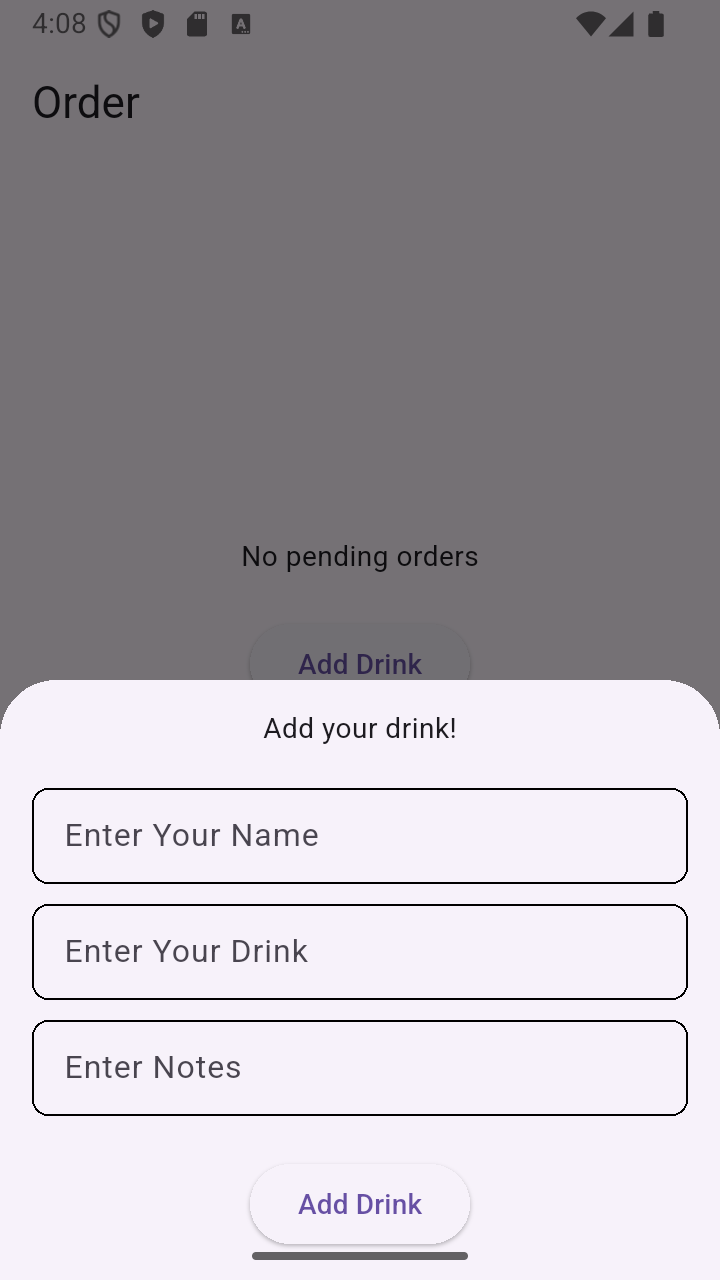 4:08
Order
No pending orders
Add Drink
Add your drink!
Enter Your Name
Enter Your Drink
Enter Notes
Add Drink